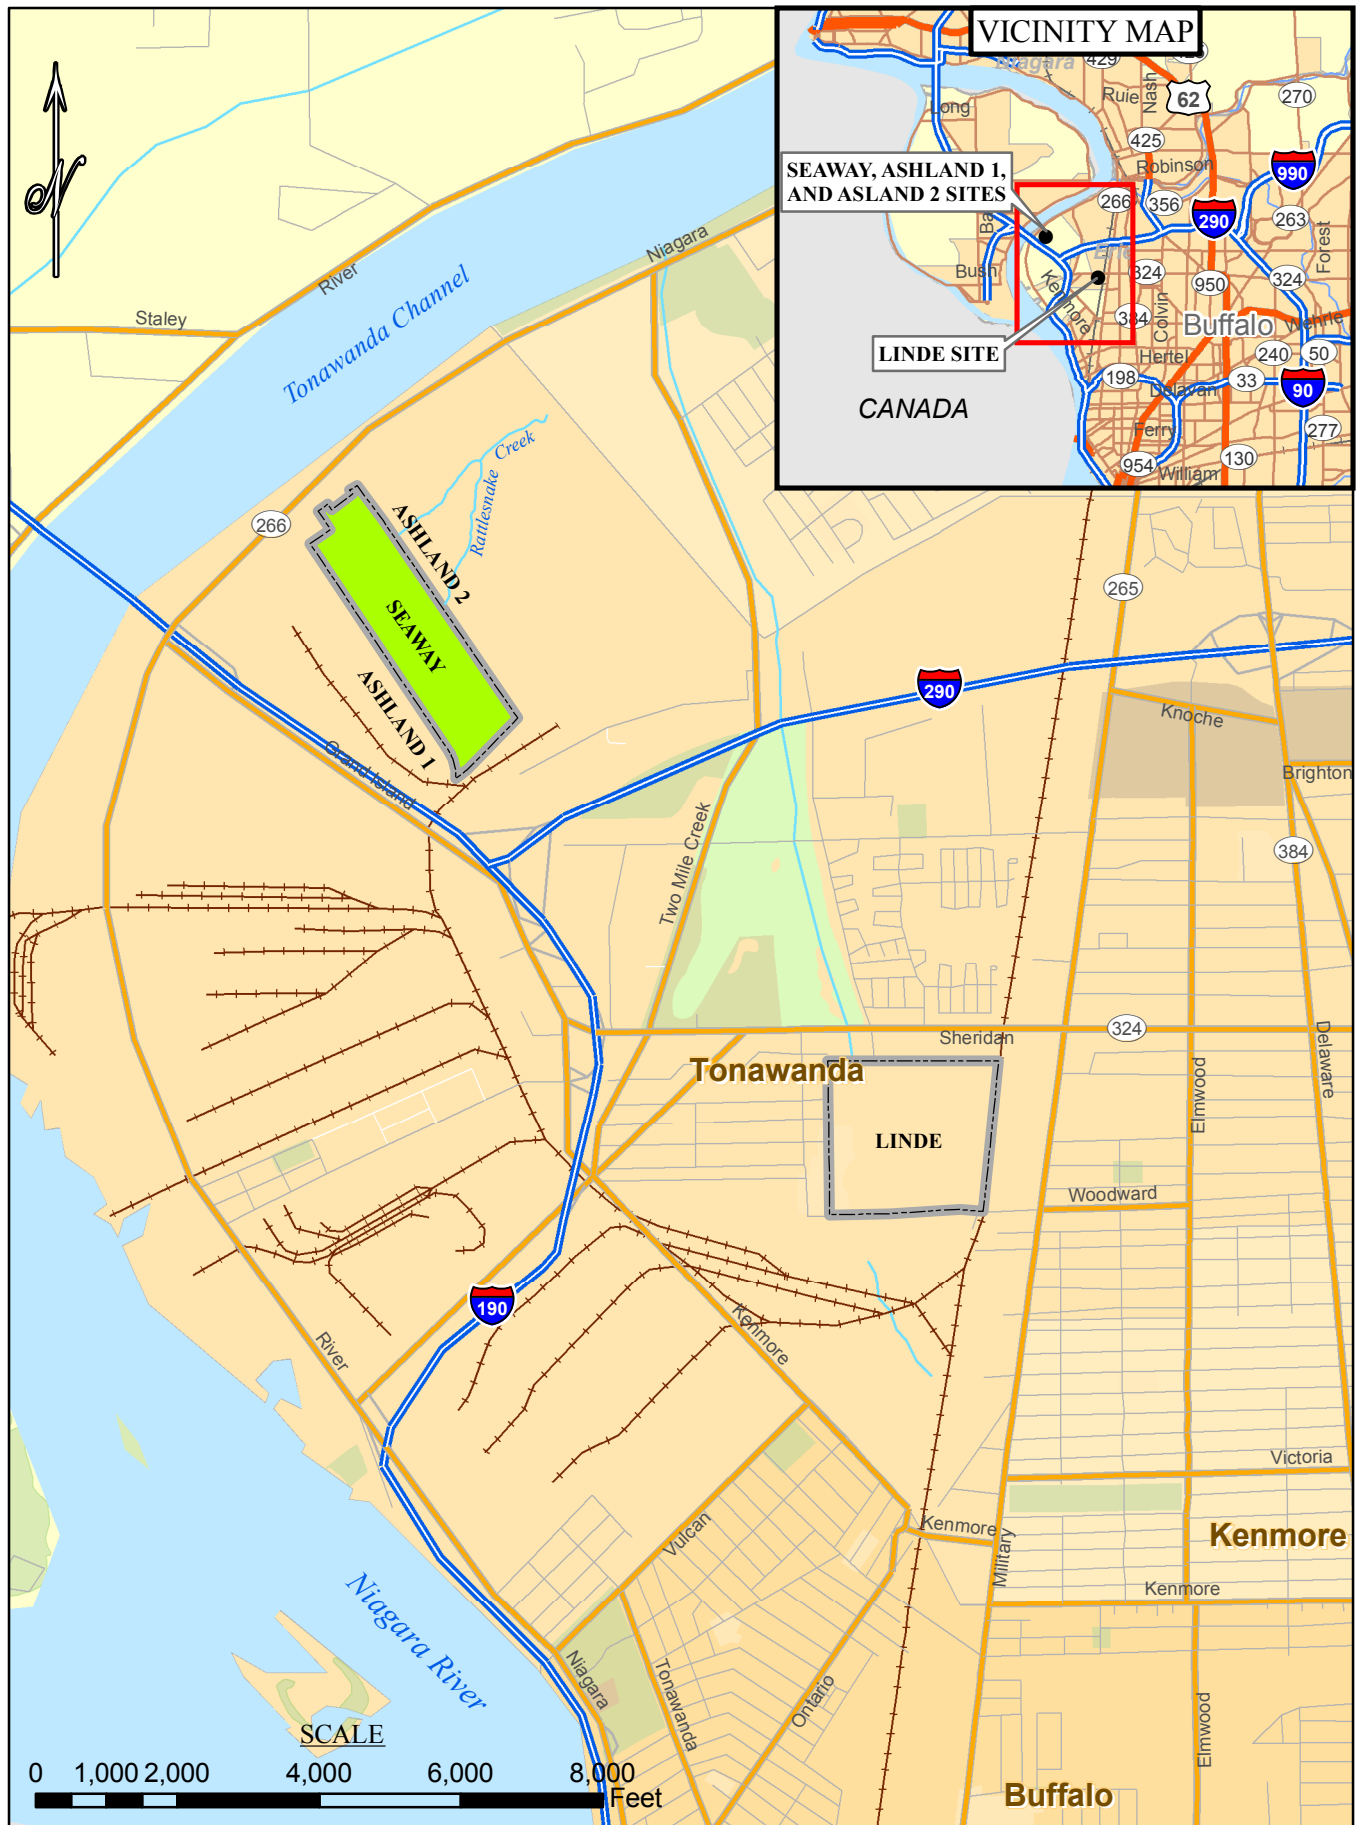 VICINITY MAP
Niagara
429
Ruie
Nash
62
270
Long
425
Robinson
990
SEAWAY, ASHLAND 1,
AND ASLAND 2 SITES
266
356
290
263
Forest
Ba
Erie
Bush
Kenmore
324
950
324
Colvin
384
Buffalo
Wehrle
LINDE SITE
Hertel
240
50
198
33
90
Delavan
CANADA
Ferry
277
954
130
William
N
River
Niagara
Staley
Tonawanda Channel
Creek
Rattlesnake
266
ASHLAND 2
SEAWAY
ASHLAND 1
265
290
Knoche
Grand Island
Brighton
Two Mile Creek
384
324
Sheridan
Delaware
Tonawanda
Elmwood
LINDE
Woodward
190
River
Kenmore
Victoria
Vulcan
Kenmore
Kenmore
Military
Kenmore
Niagara River
Niagara
Tonawanda
Ontario
Elmwood
SCALE
0 1,000 2,000 4,000 6,000 8,000
Feet
Buffalo